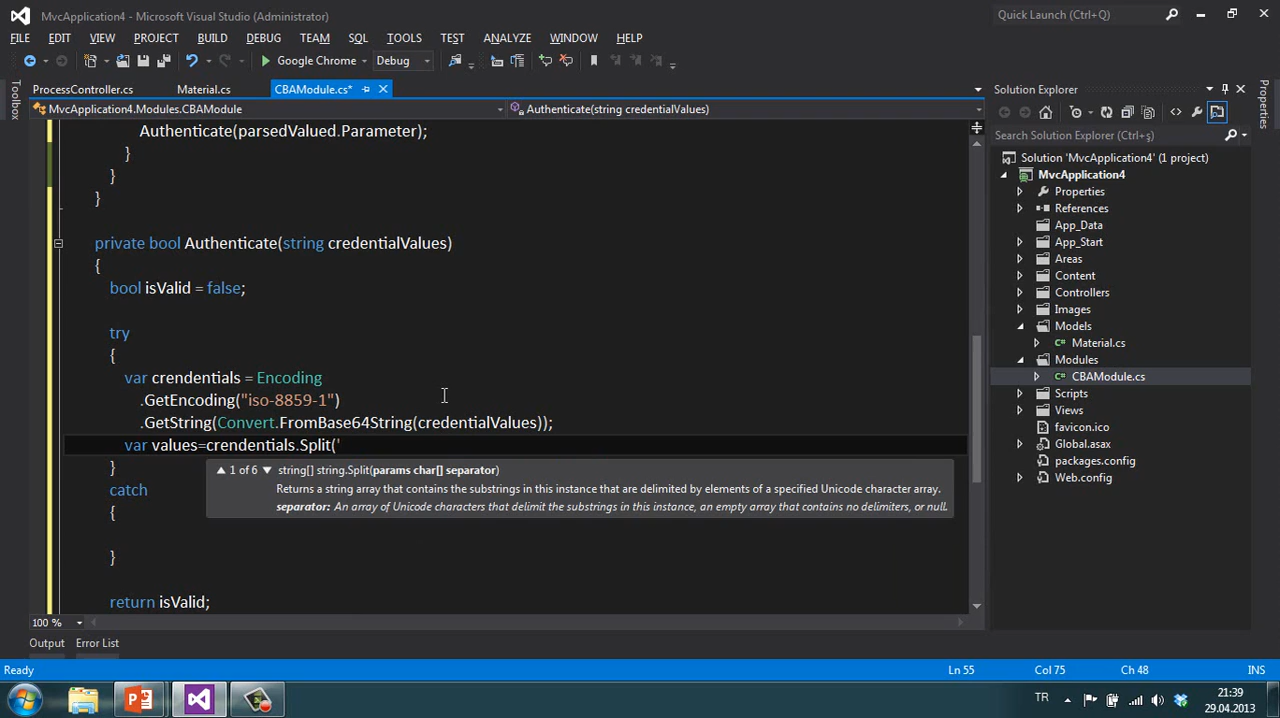 MvcApplication4 - Microsoft Visual Studio (Administrator)
Quick Launch (Ctrl+Q)
FILE EDIT VIEW PROJECT BUILD DEBUG TEAM SQL TOOLS TEST ANALYZE WINDOW HELP
Google Chrome Debug
Toolbox
ProcessController.cs Material.cs CBAModule.cs*
MvcApplication4.Modules.CBAModule Authenticate(string credentialValues)
Authenticate(parsedValued.Parameter);
}
}
}
private bool Authenticate(string credentialValues)
{
bool isValid = false;
try
{
var crendentials = Encoding
.GetEncoding("iso-8859-1")
.GetString(Convert.FromBase64String(credentialValues));
var values=crendentials.Split('
}
1 of 6 string[] string.Split(params char[] separator)
Returns a string array that contains the substrings in this instance that are delimited by elements of a specified Unicode character array.
separator: An array of Unicode characters that delimit the substrings in this instance, an empty array that contains no delimiters, or null.
catch
{
}
return isValid;
100 %
Output Error List
Solution Explorer
Search Solution Explorer (Ctrl+ş)
Solution 'MvcApplication4' (1 project)
MvcApplication4
Properties
References
App_Data
App_Start
Areas
Content
Controllers
Images
Models
Material.cs
Modules
CBAModule.cs
Scripts
Views
favicon.ico
Global.asax
packages.config
Web.config
Properties
Ready Ln 55 Col 75 Ch 48 INS
TR 21:39
29.04.2013